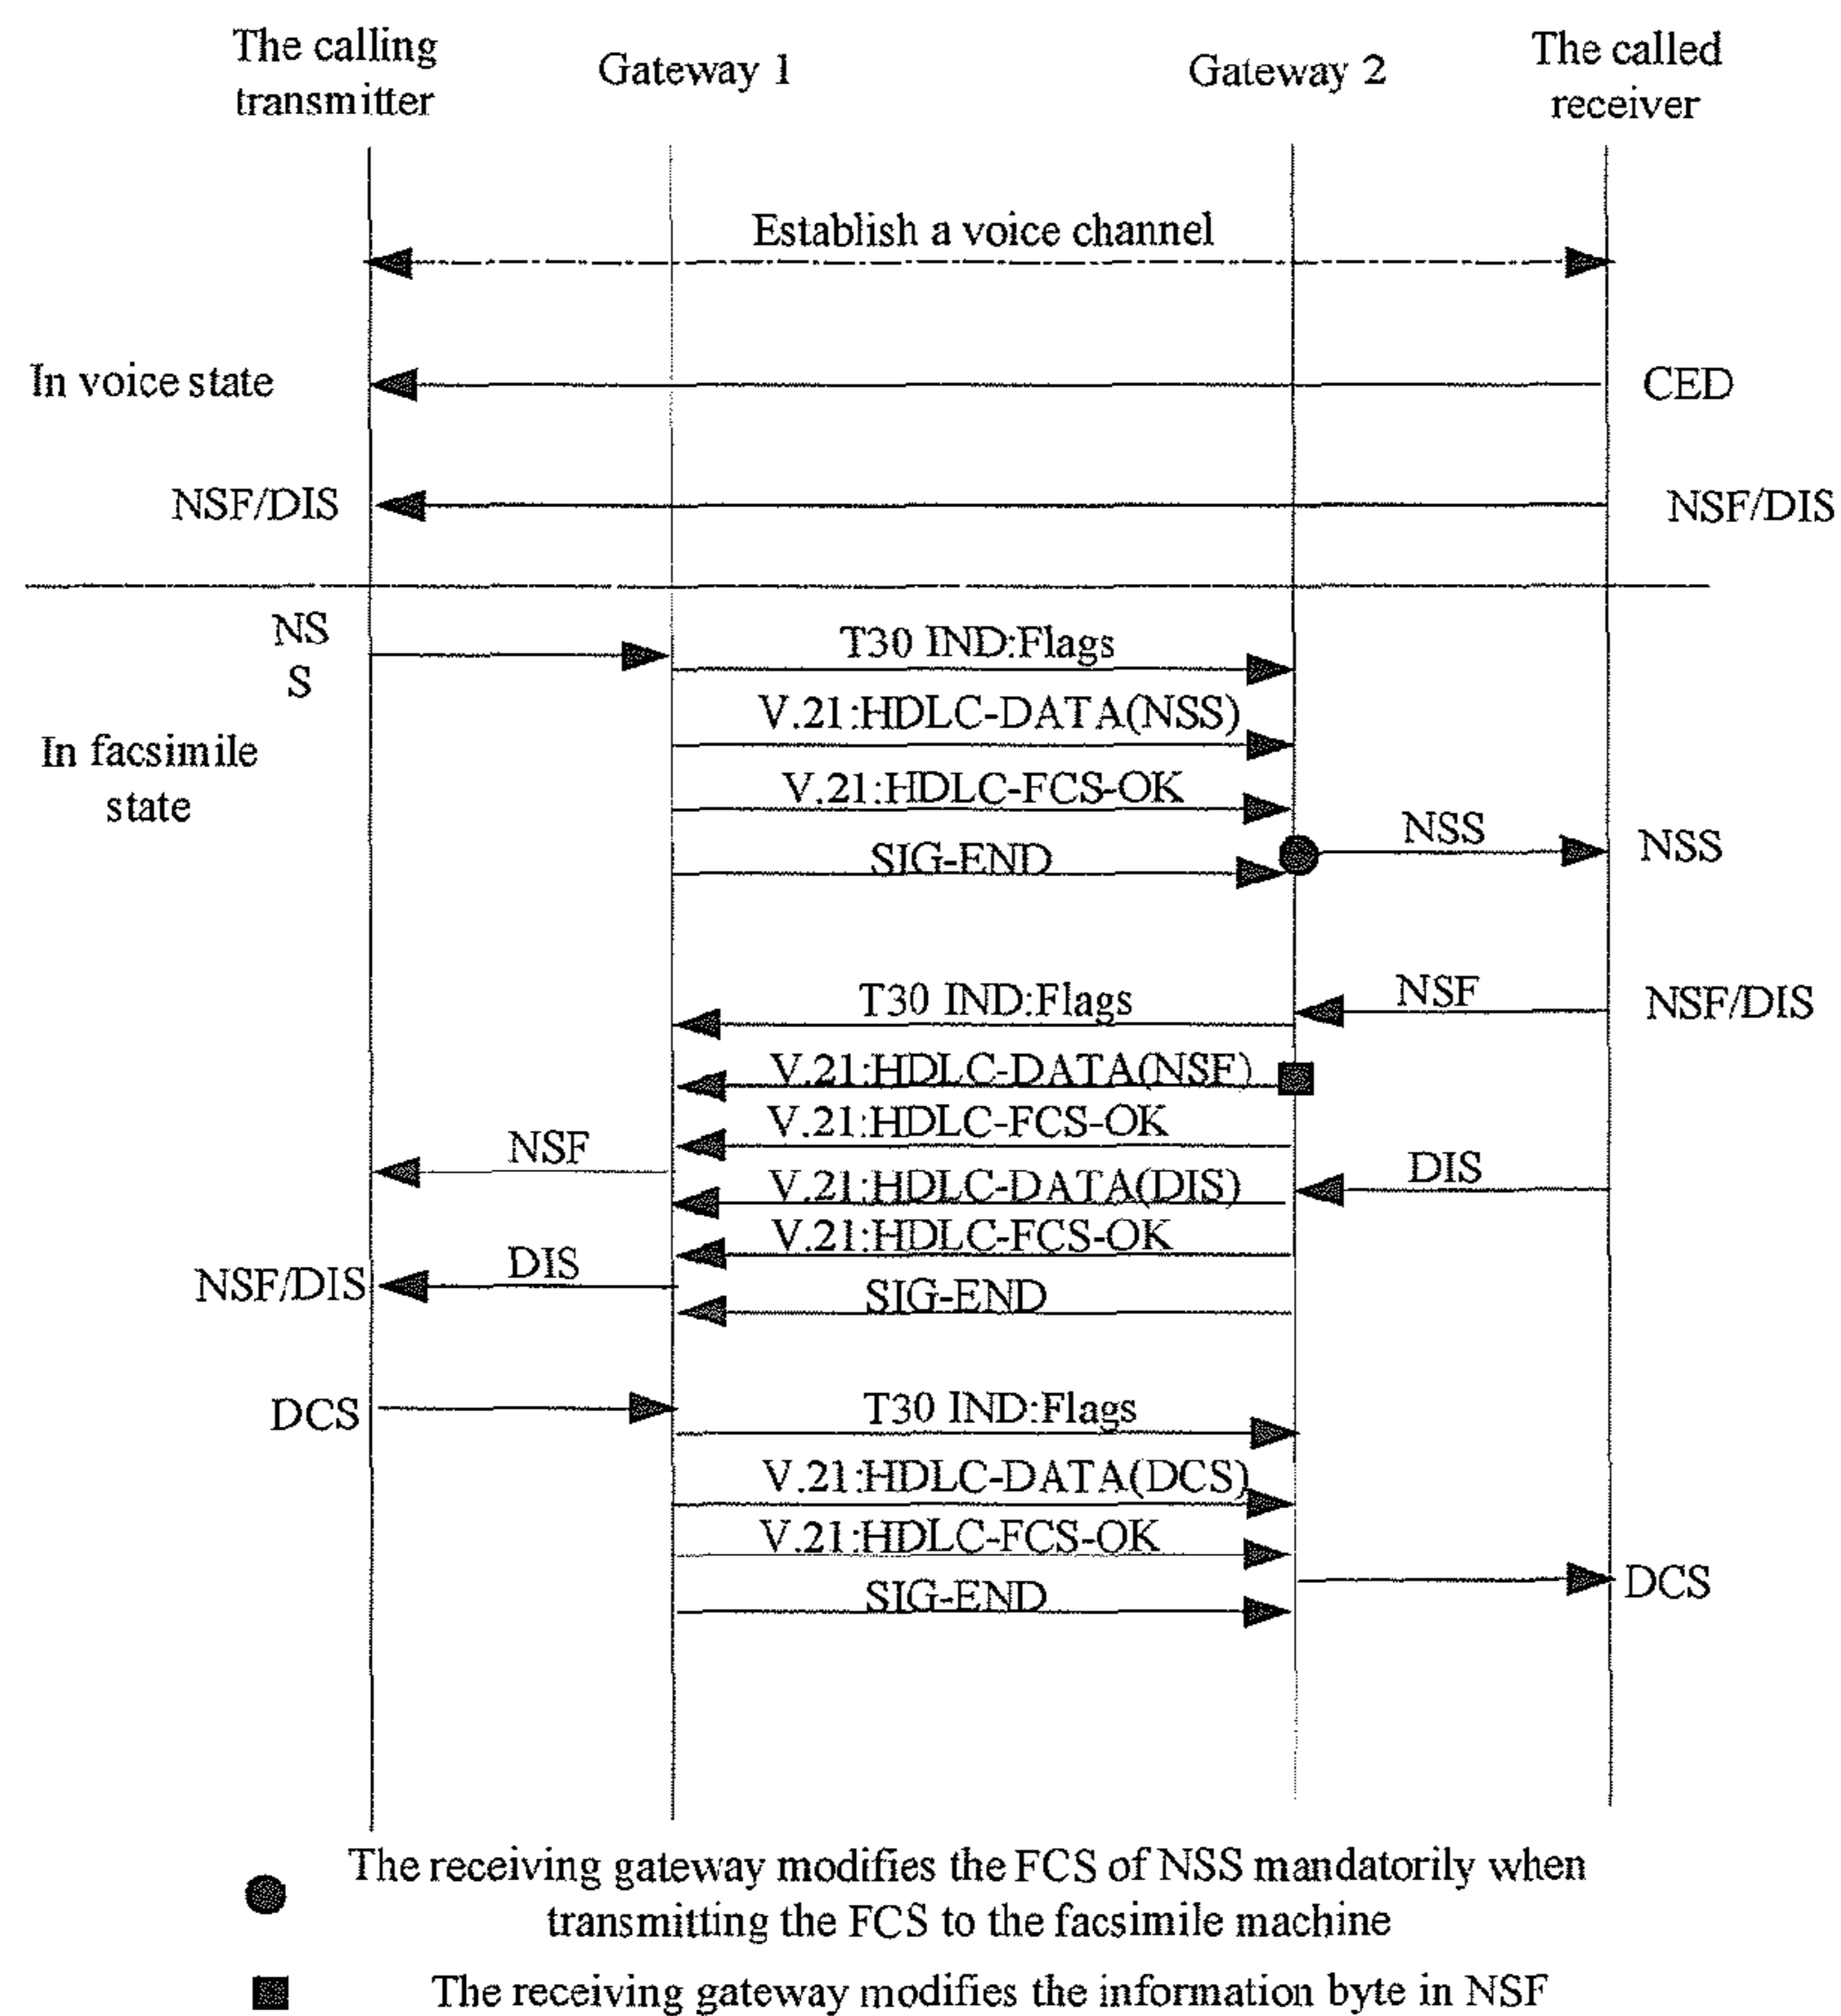 The calling
transmitter
Gateway 1
Gateway 2
The called
receiver
Establish a voice channel
In voice state
CED
NSF/DIS
NSF/DIS
NS
S
T30 IND:Flags
V.21:HDLC-DATA(NSS)
In facsimile
state
V.21:HDLC-FCS-OK
NSS
NSS
SIG-END
NSF
NSF/DIS
T30 IND:Flags
V.21:HDLC-DATA(NSF)
V.21:HDLC-FCS-OK
NSF
DIS
V.21:HDLC-DATA(DIS)
V.21:HDLC-FCS-OK
DIS
NSF/DIS
SIG-END
DCS
T30 IND:Flags
V.21:HDLC-DATA(DCS)
V.21:HDLC-FCS-OK
DCS
SIG-END
The receiving gateway modifies the FCS of NSS mandatorily when
transmitting the FCS to the facsimile machine
The receiving gateway modifies the information byte in NSF